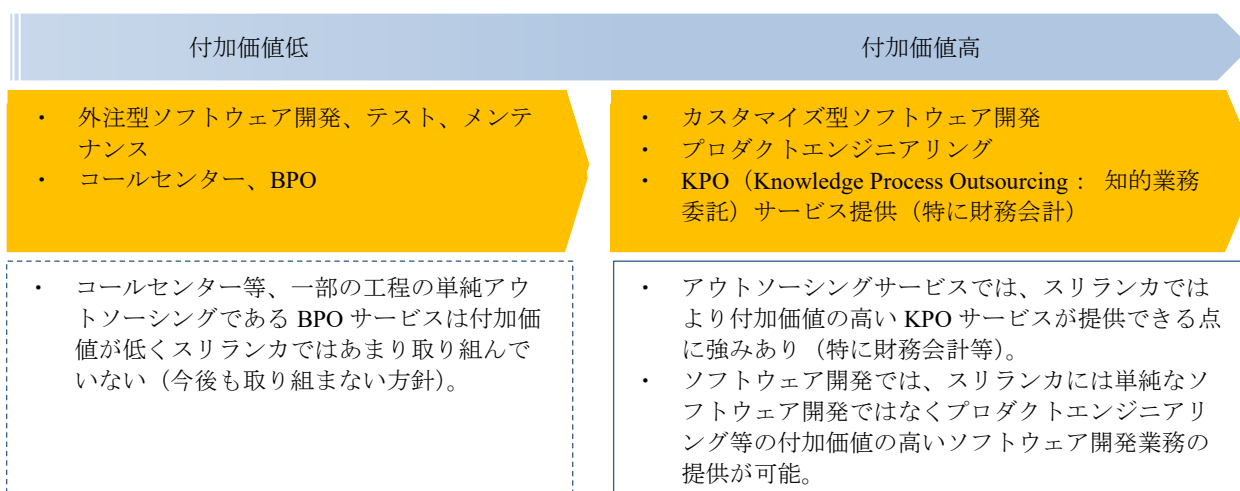 付加価値低
付加価値高
・ 外注型ソフトウェア開発、テスト、メンテ
ナンス
・ コールセンター、BPO
・ カスタマイズ型ソフトウェア開発
・ プロダクトエンジニアリング
・ KPO（Knowledge Process Outsourcing： 知的業務
委託）サービス提供（特に財務会計）
・ コールセンター等、一部の工程の単純アウ
トソーシングである BPO サービスは付加価
値が低くスリランカではあまり取り組んで
いない（今後も取り組まない方針）。
・ アウトソーシングサービスでは、スリランカでは
より付加価値の高い KPO サービスが提供できる点
に強みあり（特に財務会計等）。
・ ソフトウェア開発では、スリランカには単純なソ
フトウェア開発ではなくプロダクトエンジニアリ
ング等の付加価値の高いソフトウェア開発業務の
提供が可能。